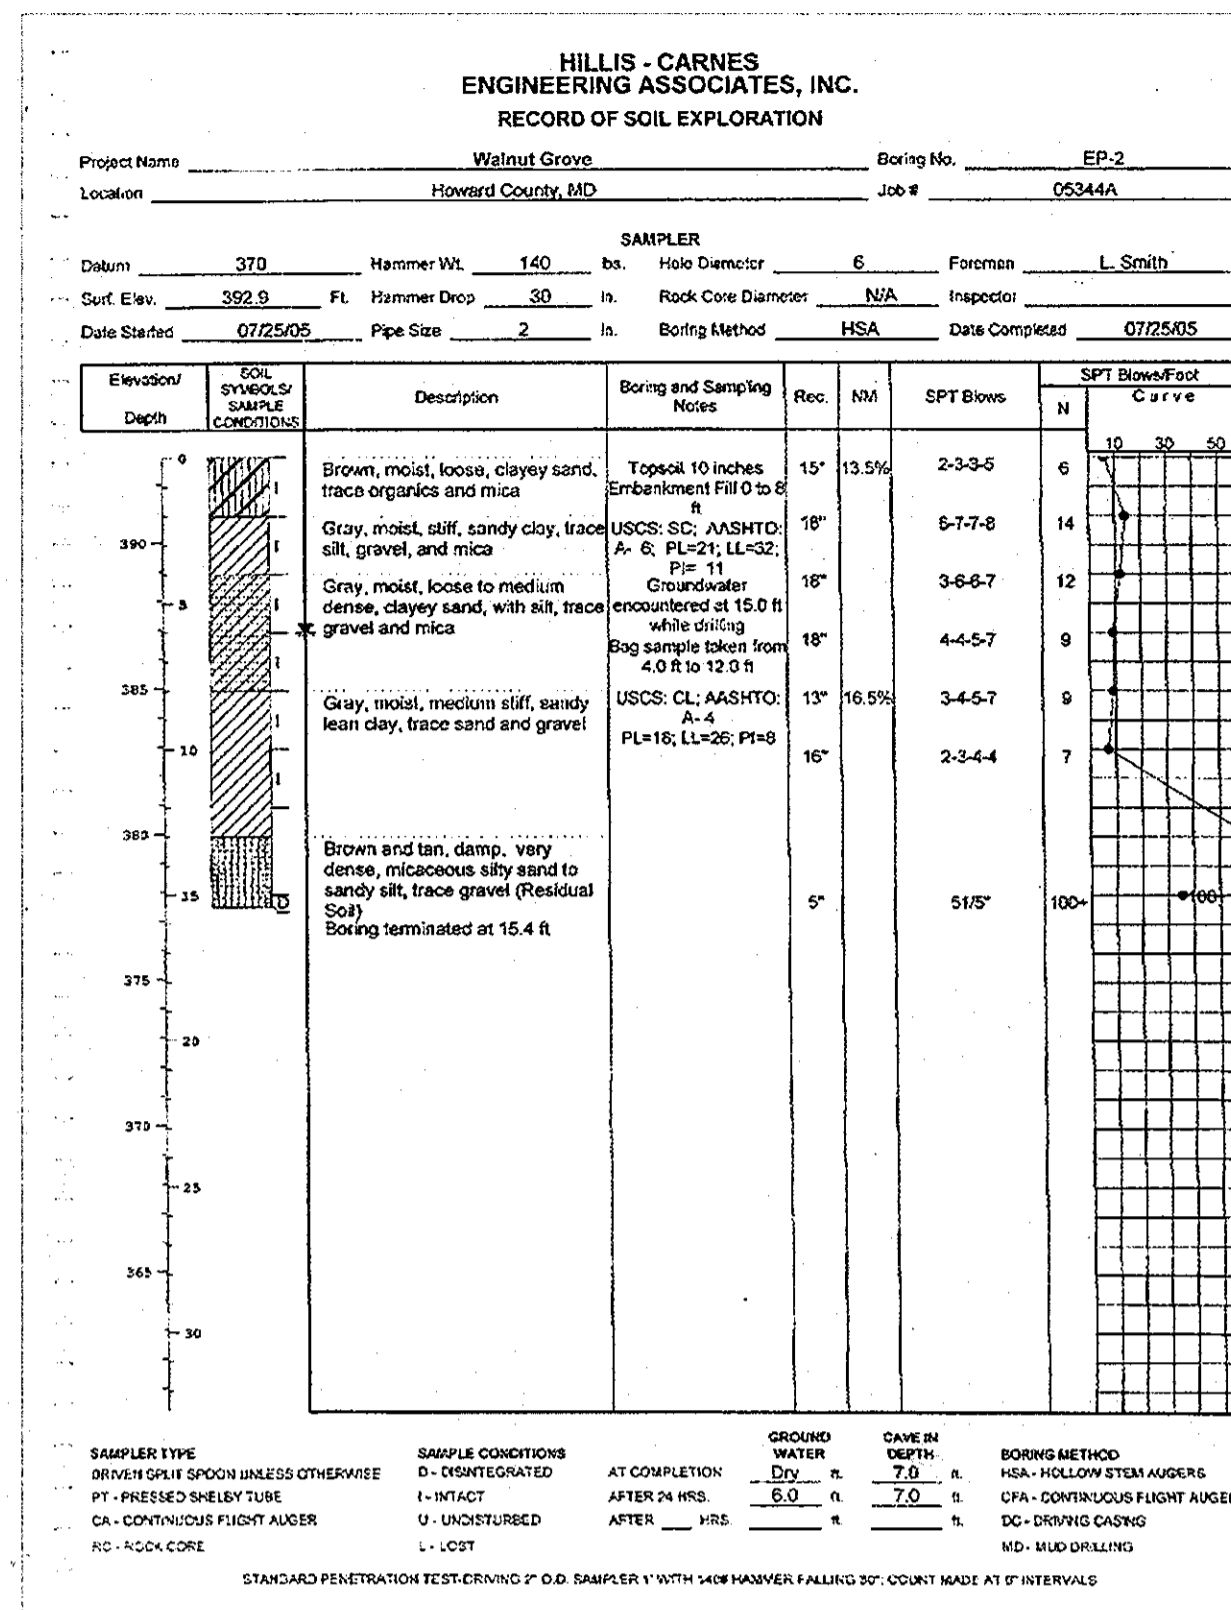 HILLIS - CARNES
ENGINEERING ASSOCIATES, INC.
RECORD OF SOIL EXPLORATION
Project Name Walnut Grove Boring No. EP-2
Location Howard County, MD Job # 05344A
SAMPLER
Datum 370 Hammer Wt. 140 lbs. Hole Diameter 6 Foreman L. Smith
Surf. Elev. 392.9 Ft. Hammer Drop 30 in. Rock Core Diameter N/A Inspector
Date Started 07/25/05 Pipe Size 2 in. Boring Method HSA Date Completed 07/25/05
Elevation/ Depth
SOIL SYMBOLS/ SAMPLE CONDITIONS
Description
Boring and Sampling Notes
Rec.
NM
SPT Blows
SPT Blows/Foot
N
Curve
10 30 50
0
Brown, moist, loose, clayey sand,
trace organics and mica
Topsoil 10 inches
Embankment Fill 0 to 8
ft
15" 13.5% 2-3-3-5 6
I
390
Gray, moist, stiff, sandy clay, trace
silt, gravel, and mica
USCS: SC; AASHTO:
A- 6; PL=21; LL=32;
PI= 11
18" 6-7-7-8 14
I
5
Gray, moist, loose to medium
dense, clayey sand, with silt, trace
gravel and mica
Groundwater
encountered at 15.0 ft
while drilling
Bag sample taken from
4.0 ft to 12.0 ft
18" 3-6-6-7 12
I
18" 4-4-5-7 9
I
385
Gray, moist, medium stiff, sandy
lean clay, trace sand and gravel
USCS: CL; AASHTO:
A- 4
PL=18; LL=26; PI=8
13" 16.5% 3-4-5-7 9
I
10
16" 2-3-4-4 7
I
380
Brown and tan, damp, very
dense, micaceous silty sand to
sandy silt, trace gravel (Residual
Soil)
Boring terminated at 15.4 ft
15
D
5" 51/5" 100+
100
375
20
370
25
365
30
SAMPLER TYPE
DRIVEN SPLIT SPOON UNLESS OTHERWISE
PT - PRESSED SHELBY TUBE
CA - CONTINUOUS FLIGHT AUGER
RC - ROCK CORE
SAMPLE CONDITIONS
D - DISINTEGRATED
I - INTACT
U - UNDISTURBED
L - LOST
GROUND WATER CAVE IN DEPTH
AT COMPLETION Dry ft. 7.0 ft.
AFTER 24 HRS. 6.0 ft. 7.0 ft.
AFTER ___ HRS. ft. ft.
BORING METHOD
HSA - HOLLOW STEM AUGERS
CFA - CONTINUOUS FLIGHT AUGER
DC - DRIVING CASING
MD - MUD DRILLING
STANDARD PENETRATION TEST-DRIVING 2" O.D. SAMPLER 1' WITH 140# HAMMER FALLING 30"; COUNT MADE AT 6" INTERVALS